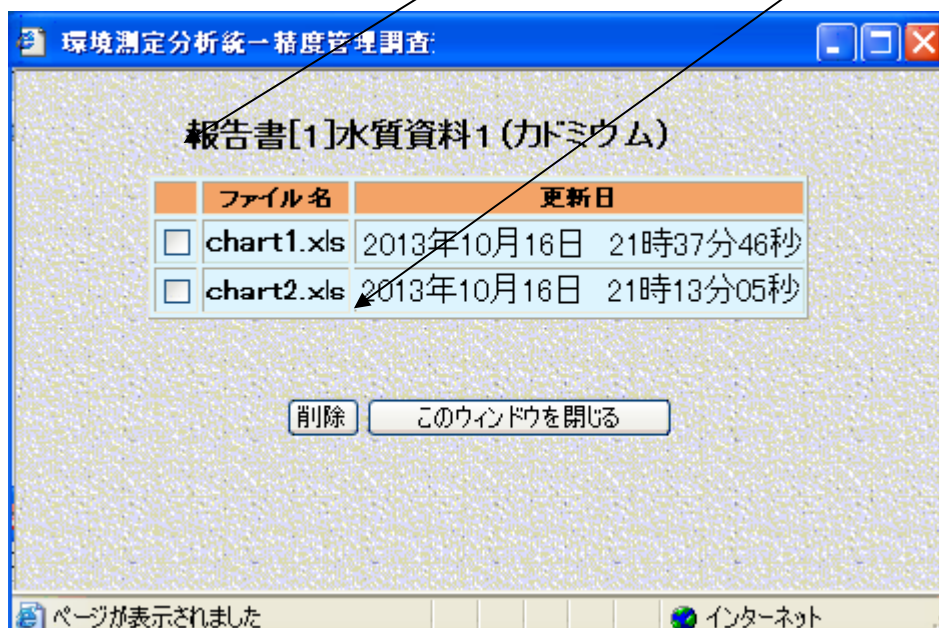 環境測定分析統一精度管理調査
報告書[1]水質資料1(カドミウム)
ファイル名 更新日
chart1.xls 2013年10月16日 21時37分46秒
chart2.xls 2013年10月16日 21時13分05秒
削除 このウィンドウを閉じる
ページが表示されました インターネット